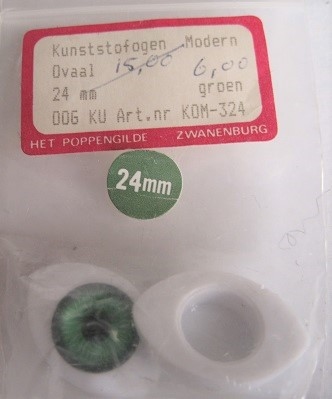 Kunststofogen Modern
Ovaal 15,00 6,00
24 mm groen
OOG KU Art.nr KOM-324
HET POPPENGILDE - ZWANENBURG
24mm